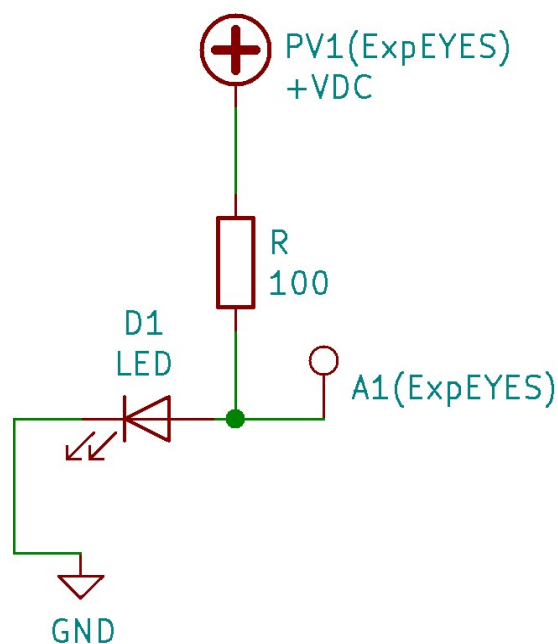 PV1(ExpEYES)
+VDC
R
100
D1
LED
A1(ExpEYES)
GND